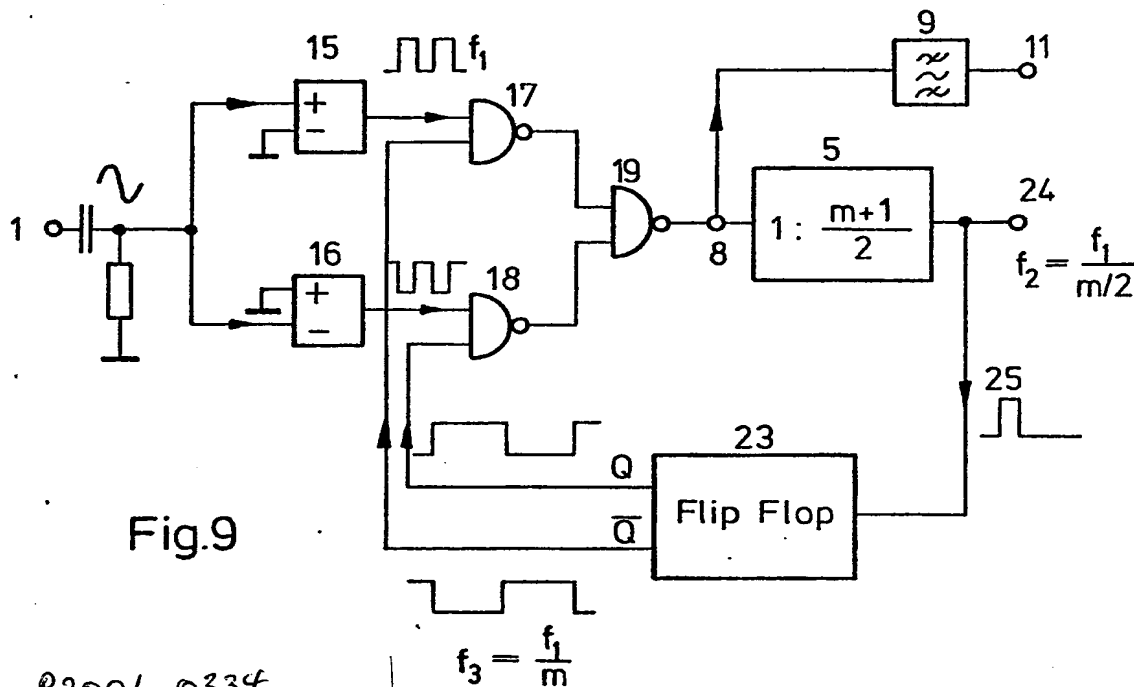 15
f₁
17
9
11
+
−
1
16
+
−
18
19
8
5
1 : (m+1)/2
24
f₂ = f₁/(m/2)
25
23
Q
Q̅
Flip Flop
Fig.9
f₃ = f₁/m